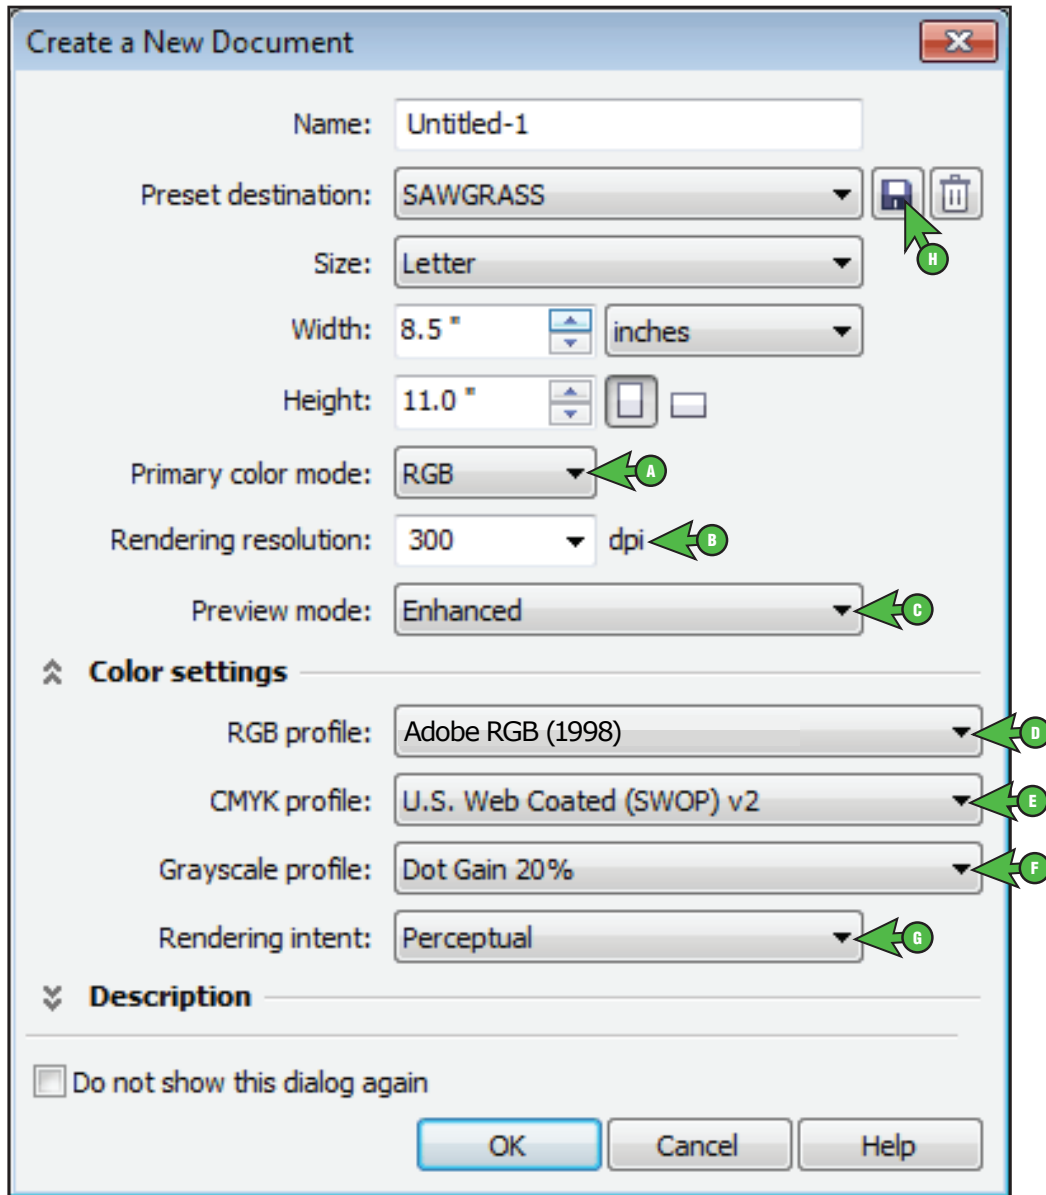 Create a New Document
Name: Untitled-1
Preset destination: SAWGRASS
H
Size: Letter
Width: 8.5 " inches
Height: 11.0 "
Primary color mode: RGB A
Rendering resolution: 300 dpi B
Preview mode: Enhanced C
Color settings
RGB profile: Adobe RGB (1998) D
CMYK profile: U.S. Web Coated (SWOP) v2 E
Grayscale profile: Dot Gain 20% F
Rendering intent: Perceptual G
Description
Do not show this dialog again
OK Cancel Help